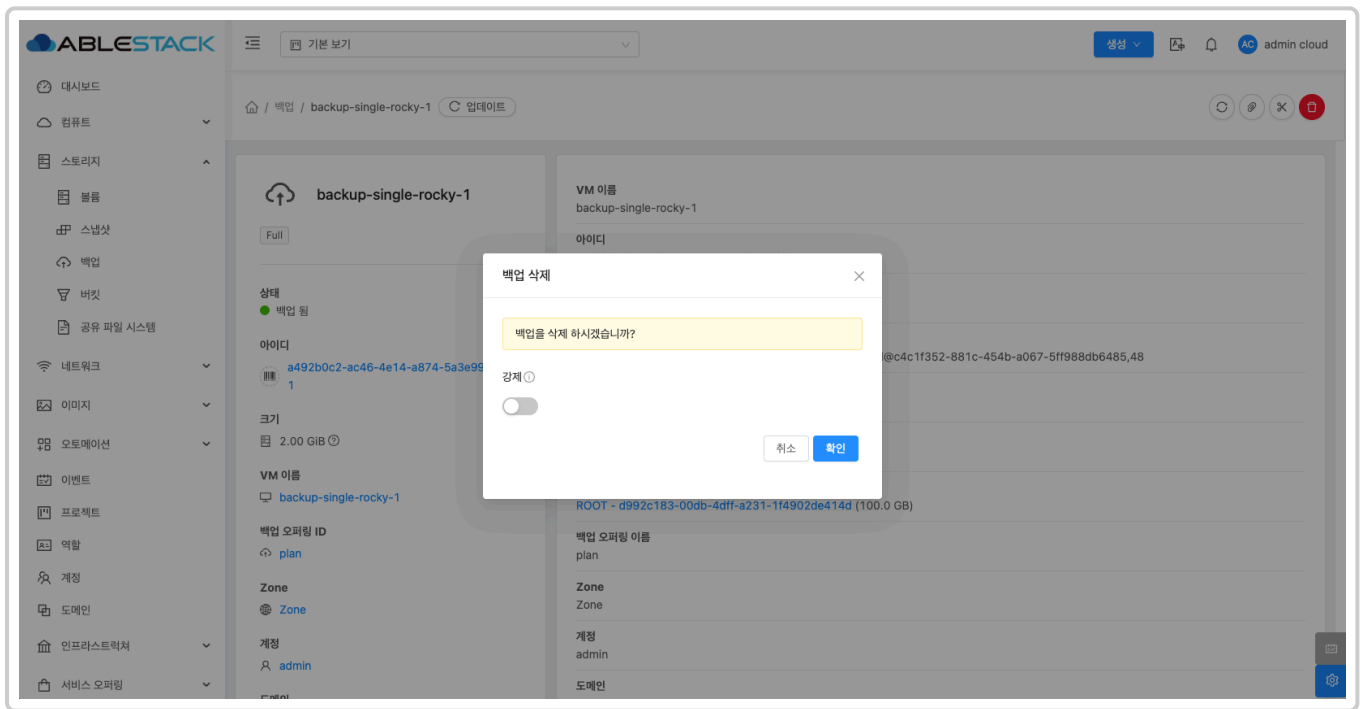 ABLESTACK
기본 보기
생성
AC
admin cloud
대시보드
컴퓨트
스토리지
볼륨
스냅샷
백업
버킷
공유 파일 시스템
네트워크
이미지
오토메이션
이벤트
프로젝트
역할
계정
도메인
인프라스트럭쳐
서비스 오퍼링
/ 백업 / backup-single-rocky-1
업데이트
backup-single-rocky-1
Full
상태
백업 됨
아이디
a492b0c2-ac46-4e14-a874-5a3e99
1
크기
2.00 GiB
VM 이름
backup-single-rocky-1
백업 오퍼링 ID
plan
Zone
Zone
계정
admin
도메인
VM 이름
backup-single-rocky-1
아이디
@c4c1f352-881c-454b-a067-5ff988db6485,48
ROOT - d992c183-00db-4dff-a231-1f4902de414d (100.0 GB)
백업 오퍼링 이름
plan
Zone
Zone
계정
admin
도메인
백업 삭제
백업을 삭제 하시겠습니까?
강제
취소
확인